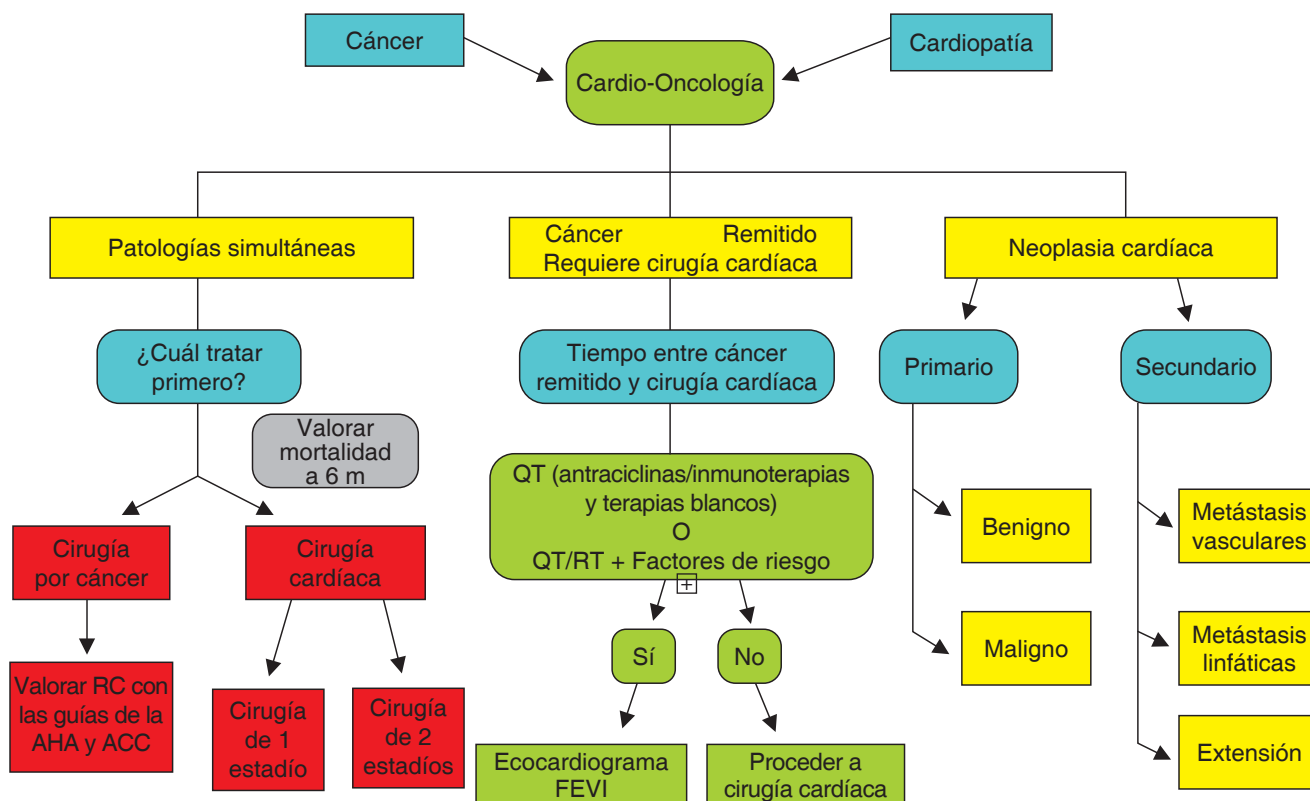 Cáncer
Cardiopatía
Cardio-Oncología
Patologías simultáneas
Cáncer Remitido
Requiere cirugía cardíaca
Neoplasia cardíaca
¿Cuál tratar
primero?
Tiempo entre cáncer
remitido y cirugía cardíaca
Primario
Secundario
Valorar
mortalidad
a 6 m
QT (antraciclinas/inmunoterapias
y terapias blancos)
O
QT/RT + Factores de riesgo
+
Benigno
Metástasis
vasculares
Cirugía
por cáncer
Cirugía
cardíaca
Sí
No
Maligno
Metástasis
linfáticas
Valorar RC con
las guías de la
AHA y ACC
Cirugía
de 1
estadío
Cirugía
de 2
estadíos
Ecocardiograma
FEVI
Proceder a
cirugía cardíaca
Extensión